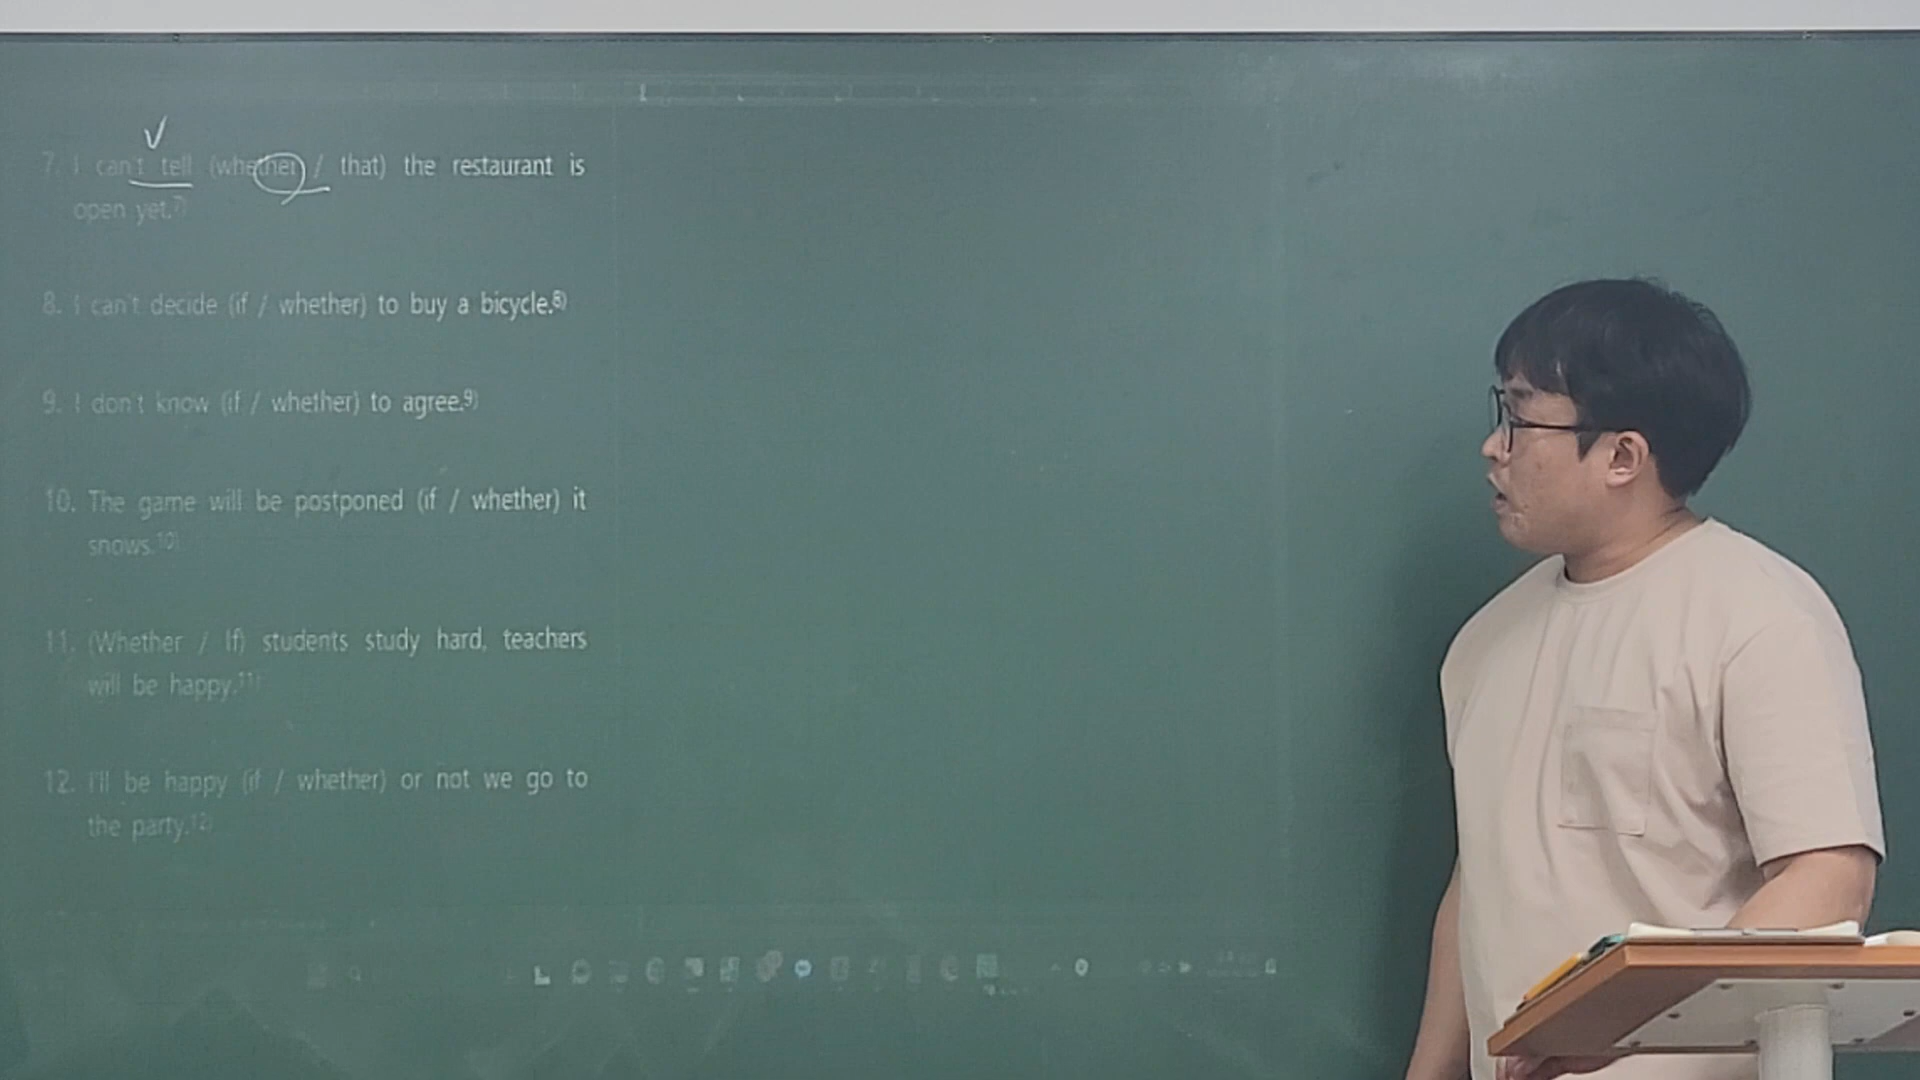 7. I can't tell (whether / that) the restaurant is
open yet.7)
8. I can't decide (if / whether) to buy a bicycle.8)
9. I don't know (if / whether) to agree.9)
10. The game will be postponed (if / whether) it
snows.10)
11. (Whether / If) students study hard, teachers
will be happy.11)
12. I'll be happy (if / whether) or not we go to
the party.12)